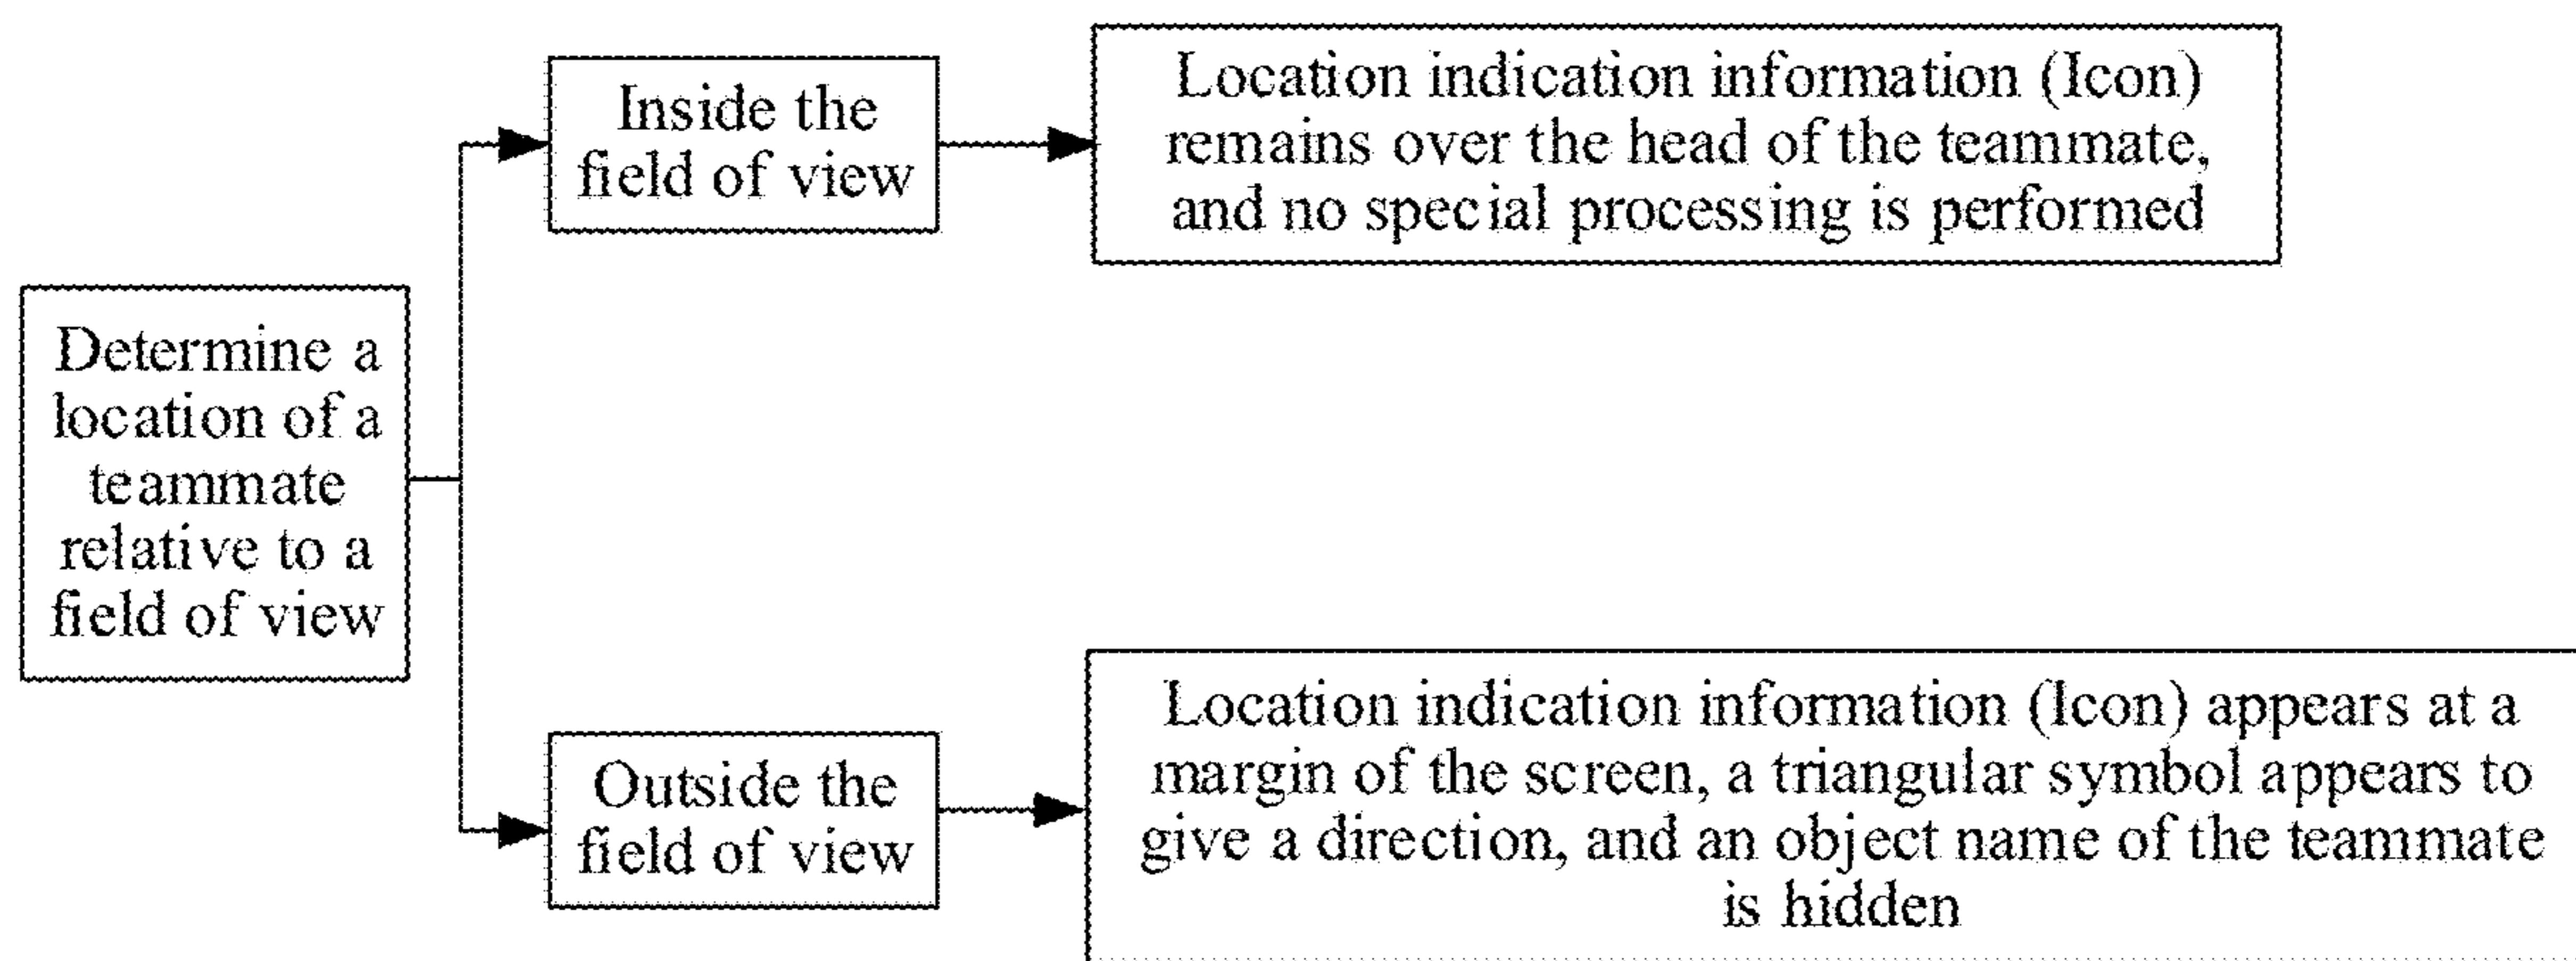 Determine a
location of a
teammate
relative to a
field of view
Inside the
field of view
Location indication information (Icon)
remains over the head of the teammate,
and no special processing is performed
Outside the
field of view
Location indication information (Icon) appears at a
margin of the screen, a triangular symbol appears to
give a direction, and an object name of the teammate
is hidden